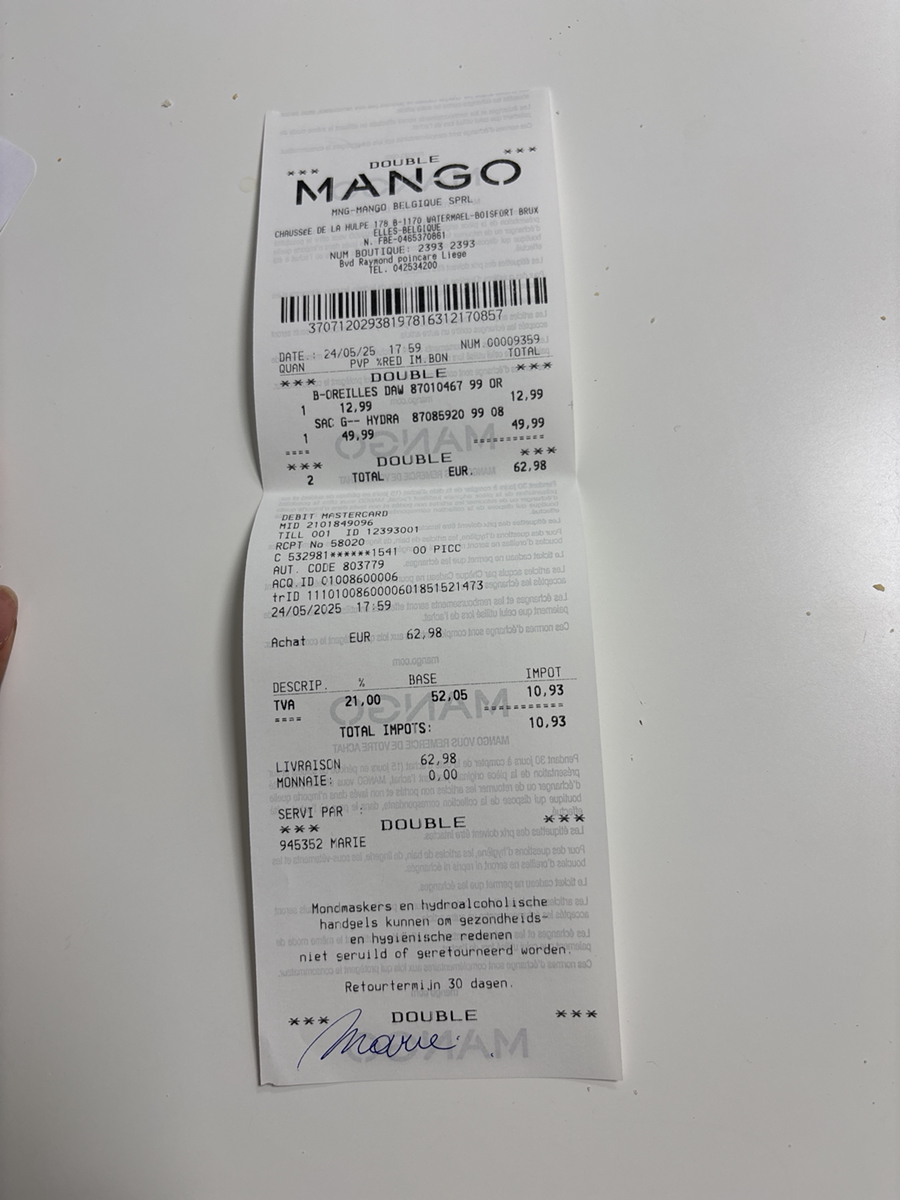 *** DOUBLE ***
MANGO
MNG-MANGO BELGIQUE SPRL
CHAUSSéE DE LA HULPE 178 B-1170 WATERMAEL-BOISFORT BRUX
ELLES-BELGIQUE
N. FBE-0465370861
NUM BOUTIQUE: 2393 2393
Bvd Raymond poincare Liege
TEL. 042534200
37071202938197816312170857
DATE.: 24/05/25 17:59 NUM.00009359
QUAN PVP %RED IM.BON TOTAL
*** DOUBLE ***
B-OREILLES DAW 87010467 99 OR
1 12,99 12,99
SAC G-- HYDRA 87085920 99 08
1 49,99 49,99
==== ===========
*** DOUBLE ***
2 TOTAL EUR. 62,98
DEBIT MASTERCARD
MID 2101849096
TILL 001 ID 12393001
RCPT No 58020
C 532981******1541 00 PICC
AUT. CODE 803779
ACQ.ID 01008600006
trID 1110100860000601851521473
24/05/2025 17:59
Achat EUR 62,98
DESCRIP. % BASE IMPOT
TVA 21,00 52,05 10,93
==== ===========
TOTAL IMPOTS: 10,93
LIVRAISON 62,98
MONNAIE: 0,00
SERVI PAR :
*** DOUBLE ***
945352 MARIE
Mondmaskers en hydroalcoholische
handgels kunnen om gezondheids-
en hygiënische redenen
niet geruild of geretourneerd worden.
Retourtermijn 30 dagen.
*** DOUBLE ***
Marie